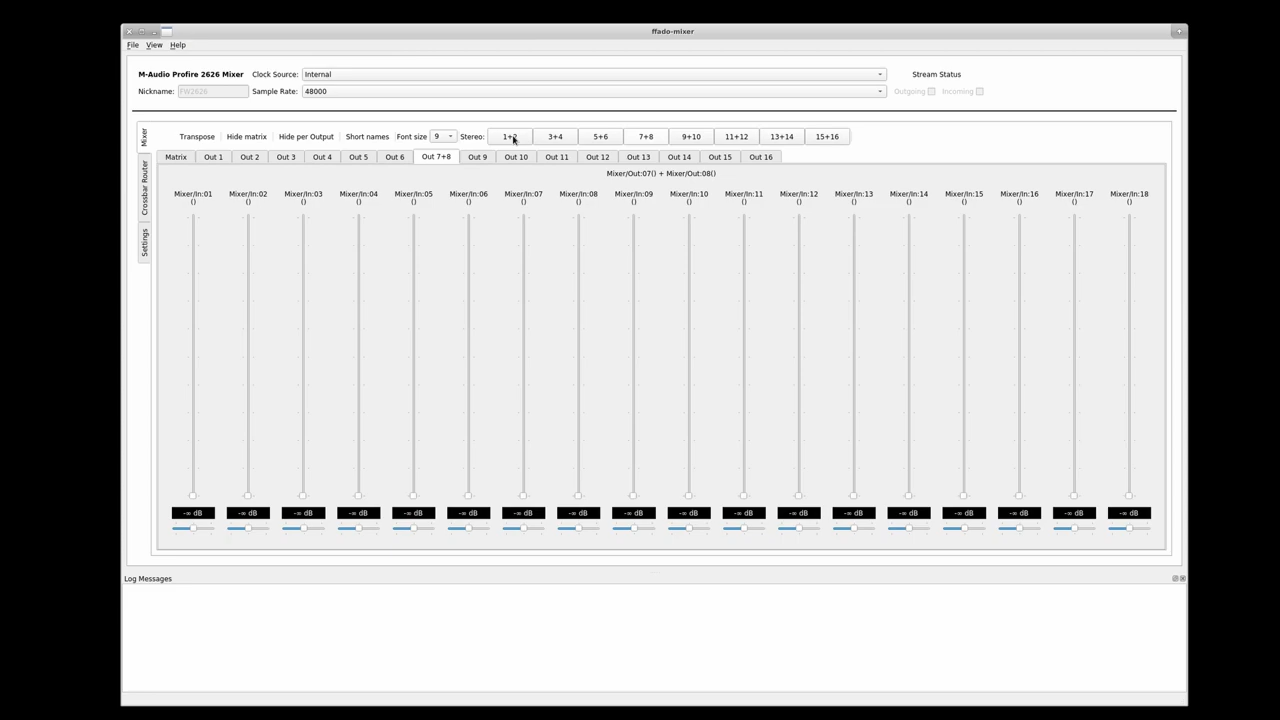 ffado-mixer
File View Help
M-Audio Profire 2626 Mixer Clock Source: Internal Stream Status
Nickname: FW2626 Sample Rate: 48000 Outgoing Incoming
Mixer
Crossbar Router
Settings
Transpose Hide matrix Hide per Output Short names Font size 9 Stereo: 1+2 3+4 5+6 7+8 9+10 11+12 13+14 15+16
Matrix Out 1 Out 2 Out 3 Out 4 Out 5 Out 6 Out 7+8 Out 9 Out 10 Out 11 Out 12 Out 13 Out 14 Out 15 Out 16
Mixer/Out:07() + Mixer/Out:08()
Mixer/In:01 Mixer/In:02 Mixer/In:03 Mixer/In:04 Mixer/In:05 Mixer/In:06 Mixer/In:07 Mixer/In:08 Mixer/In:09 Mixer/In:10 Mixer/In:11 Mixer/In:12 Mixer/In:13 Mixer/In:14 Mixer/In:15 Mixer/In:16 Mixer/In:17 Mixer/In:18
() () () () () () () () () () () () () () () () () ()
-∞ dB -∞ dB -∞ dB -∞ dB -∞ dB -∞ dB -∞ dB -∞ dB -∞ dB -∞ dB -∞ dB -∞ dB -∞ dB -∞ dB -∞ dB -∞ dB -∞ dB -∞ dB
Log Messages